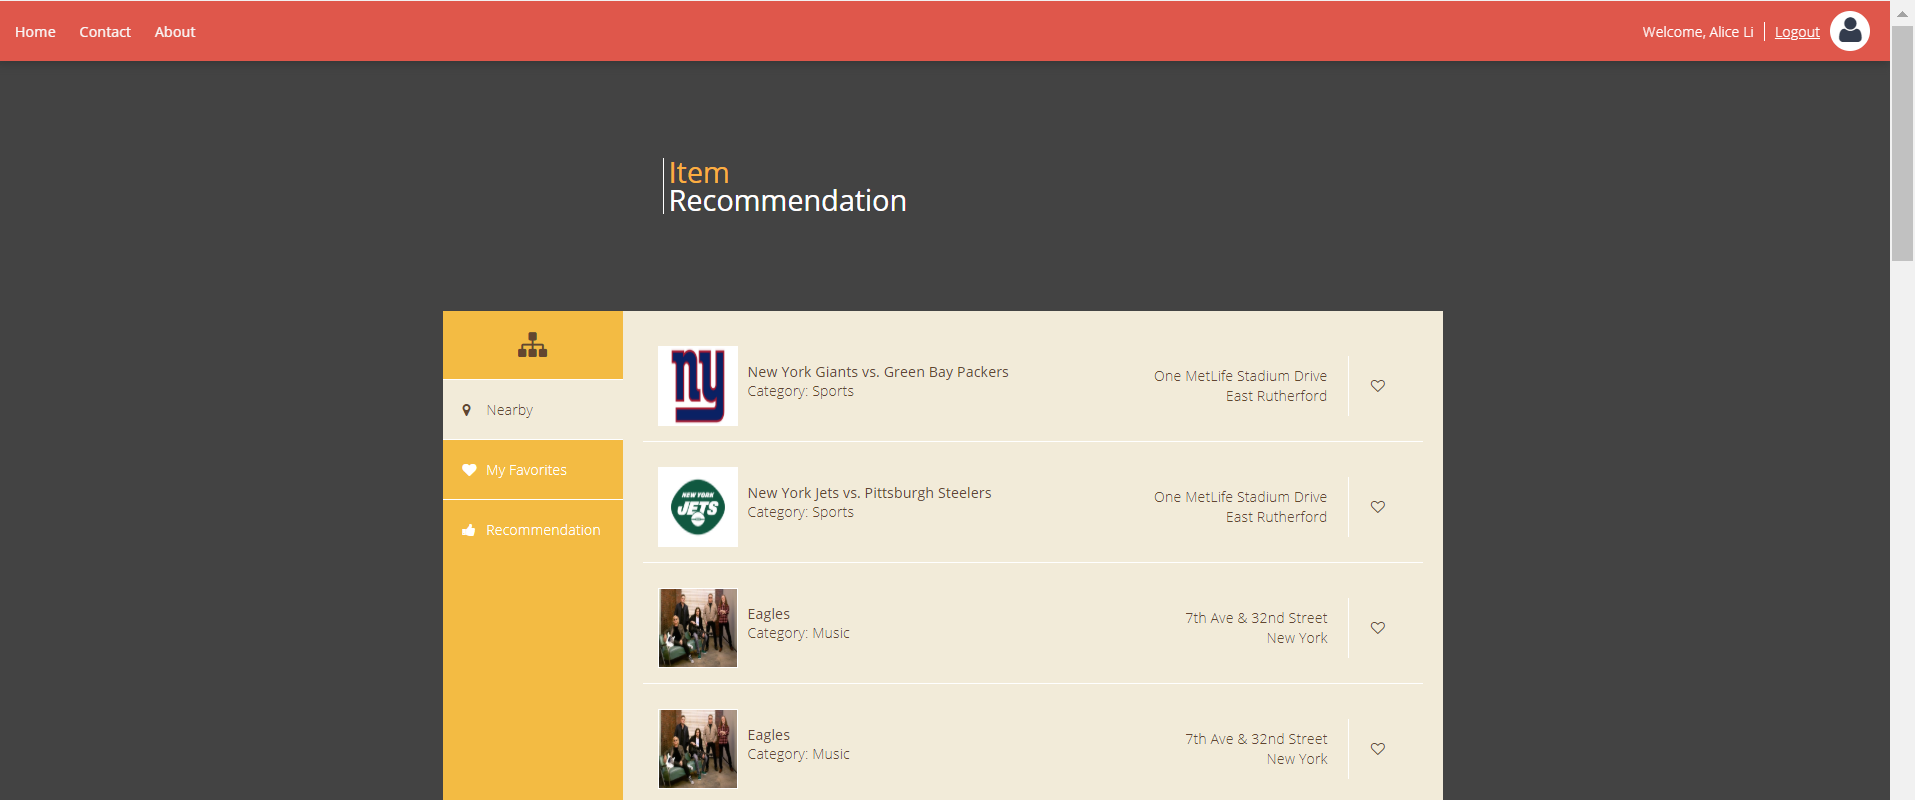 Home Contact About Welcome, Alice Li Logout
Item
Recommendation
Nearby
My Favorites
Recommendation
ny
New York Giants vs. Green Bay Packers
Category: Sports
One MetLife Stadium Drive
East Rutherford
NEW YORK
JETS
New York Jets vs. Pittsburgh Steelers
Category: Sports
One MetLife Stadium Drive
East Rutherford
Eagles
Category: Music
7th Ave & 32nd Street
New York
Eagles
Category: Music
7th Ave & 32nd Street
New York